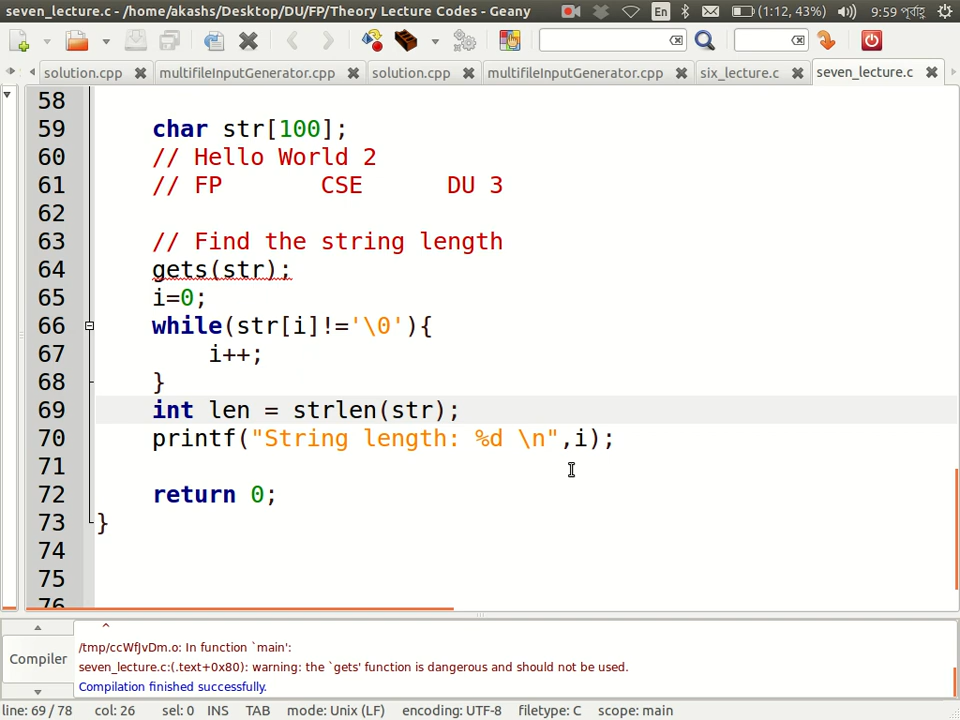 seven_lecture.c - /home/akashs/Desktop/DU/FP/Theory Lecture Codes - Geany
En
(1:12, 43%)
9:59 পূর্বাহ্ন
solution.cpp
multifileInputGenerator.cpp
solution.cpp
multifileInputGenerator.cpp
six_lecture.c
seven_lecture.c
58
59 char str[100];
60 // Hello World 2
61 // FP CSE DU 3
62
63 // Find the string length
64 gets(str);
65 i=0;
66 while(str[i]!='\0'){
67 i++;
68 }
69 int len = strlen(str);
70 printf("String length: %d \n",i);
71
72 return 0;
73 }
74
75
76
Compiler
^
/tmp/ccWfJvDm.o: In function `main':
seven_lecture.c:(.text+0x80): warning: the `gets' function is dangerous and should not be used.
Compilation finished successfully.
line: 69 / 78 col: 26 sel: 0 INS TAB mode: Unix (LF) encoding: UTF-8 filetype: C scope: main